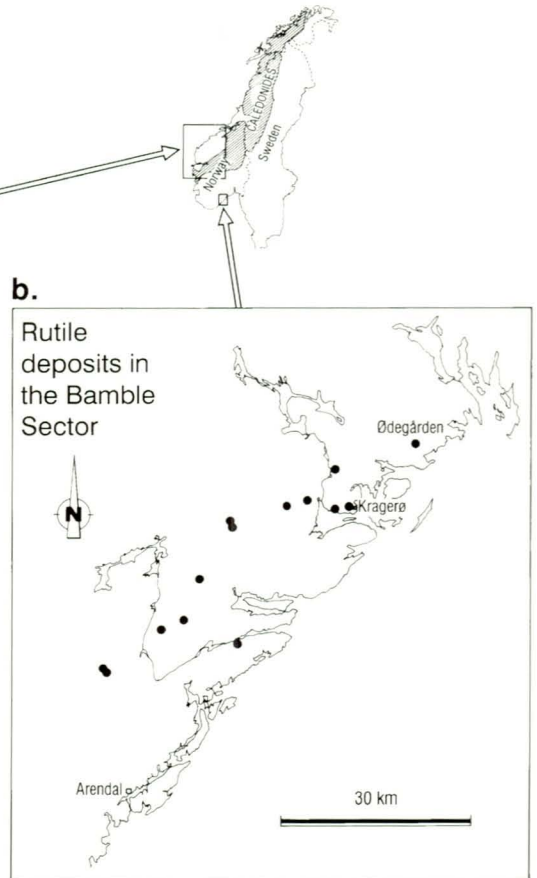 CALEDONIDES
Norway
Sweden
b.
Rutile
deposits in
the Bamble
Sector
N
Ødegården
Kragerø
Arendal
30 km